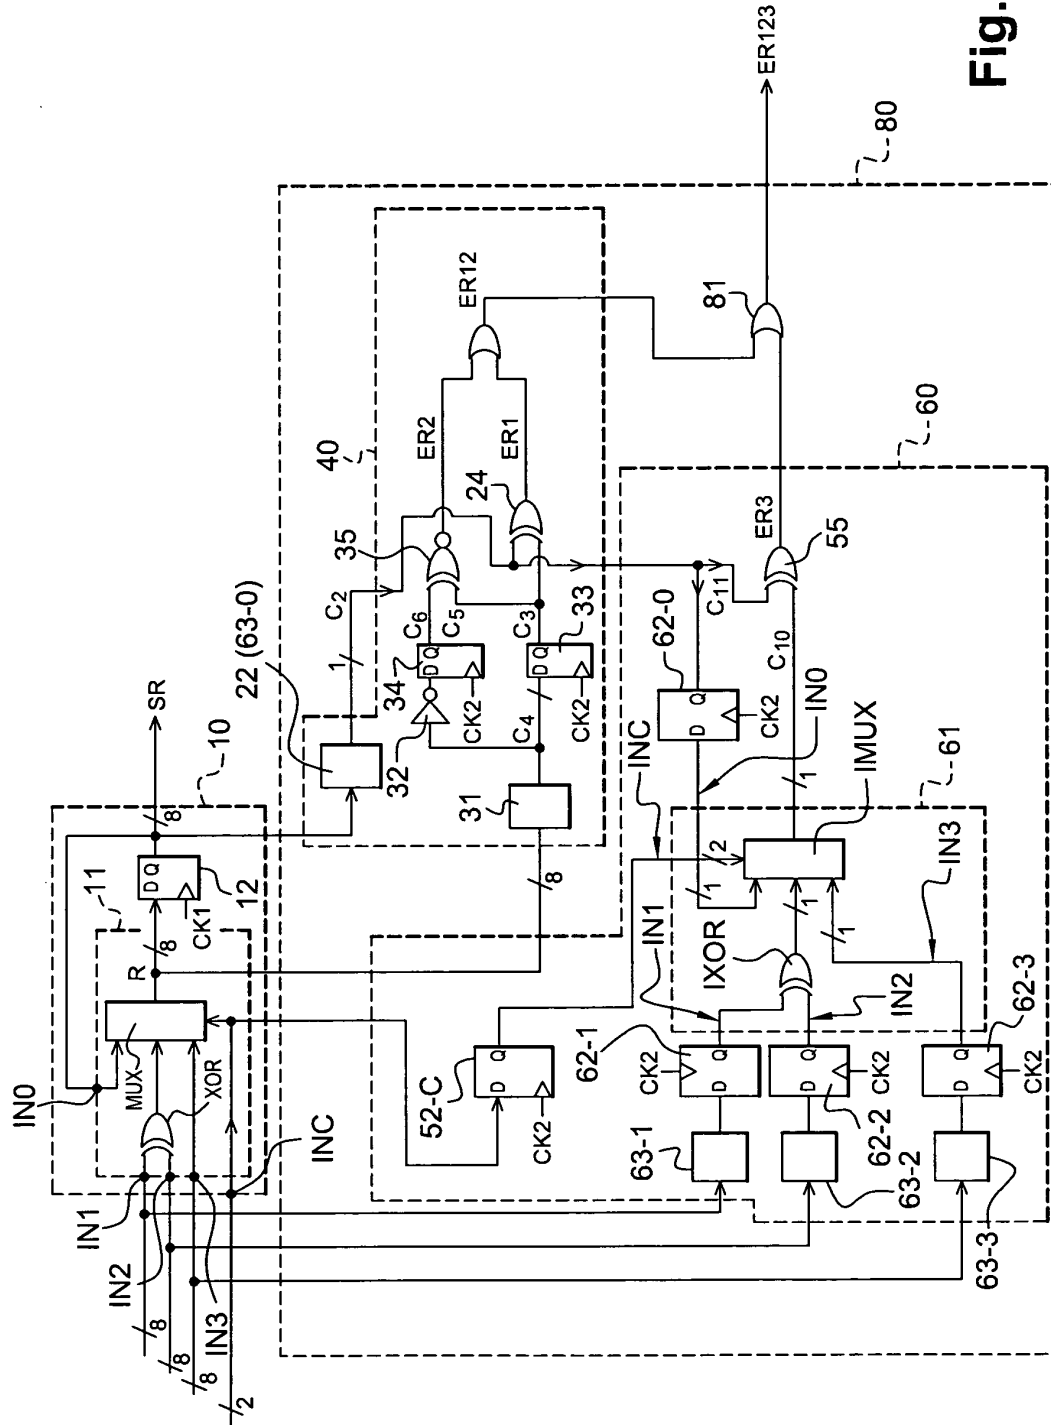 Fig.
ER123
80
SR
10
8
11
D Q
12
CK1
8
R
MUX
XOR
IN0
INC
IN1
IN2
IN3
8
8
8
2
40
22 (63-0)
C2
1
35
ER2
ER12
24
ER1
C6
C5
34
D Q
CK2
32
C3
33
D Q
CK2
C4
31
8
81
60
ER3
55
C11
C10
62-0
D Q
CK2
IN0
INC
61
IMUX
1
2
1
1
1
IN3
IN1
IXOR
IN2
52-C
D Q
CK2
62-1
CK2
D Q
63-1
62-2
D Q
CK2
63-2
62-3
D Q
CK2
63-3